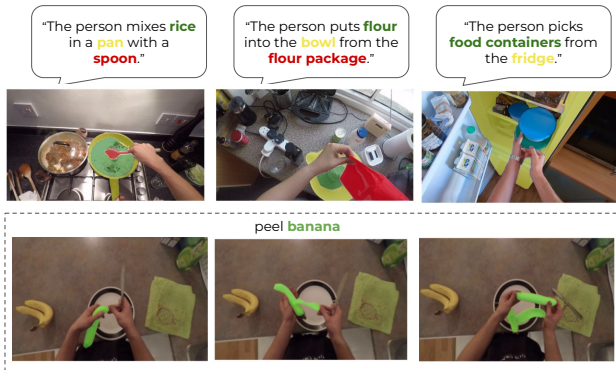 “The person mixes rice
in a pan with a
spoon.”
“The person puts flour
into the bowl from the
flour package.”
“The person picks
food containers from
the fridge.”
peel banana